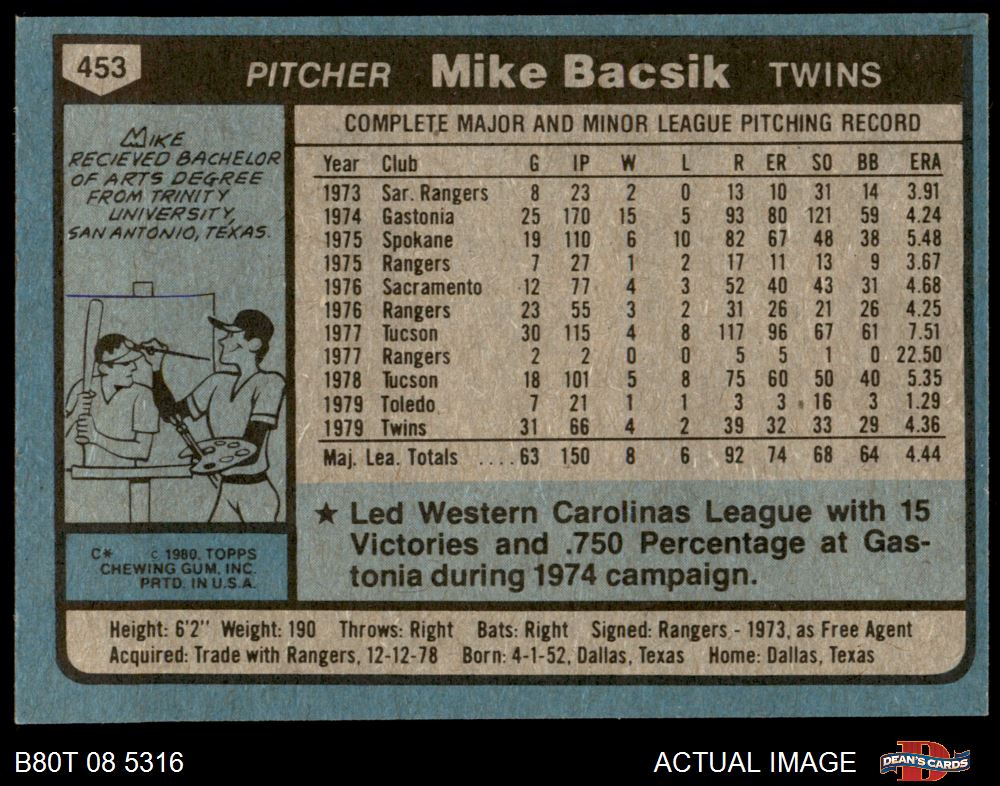 453
PITCHER Mike Bacsik TWINS
MIKE
RECIEVED BACHELOR
OF ARTS DEGREE
FROM TRINITY
UNIVERSITY,
SAN ANTONIO, TEXAS.
C* c 1980, TOPPS
CHEWING GUM, INC.
PRTD. IN U.S.A.
COMPLETE MAJOR AND MINOR LEAGUE PITCHING RECORD
Year Club G IP W L R ER SO BB ERA
1973 Sar. Rangers 8 23 2 0 13 10 31 14 3.91
1974 Gastonia 25 170 15 5 93 80 121 59 4.24
1975 Spokane 19 110 6 10 82 67 48 38 5.48
1975 Rangers 7 27 1 2 17 11 13 9 3.67
1976 Sacramento 12 77 4 3 52 40 43 31 4.68
1976 Rangers 23 55 3 2 31 26 21 26 4.25
1977 Tucson 30 115 4 8 117 96 67 61 7.51
1977 Rangers 2 2 0 0 5 5 1 0 22.50
1978 Tucson 18 101 5 8 75 60 50 40 5.35
1979 Toledo 7 21 1 1 3 3 16 3 1.29
1979 Twins 31 66 4 2 39 32 33 29 4.36
Maj. Lea. Totals ....63 150 8 6 92 74 68 64 4.44
★ Led Western Carolinas League with 15
Victories and .750 Percentage at Gas-
tonia during 1974 campaign.
Height: 6'2" Weight: 190 Throws: Right Bats: Right Signed: Rangers - 1973, as Free Agent
Acquired: Trade with Rangers, 12-12-78 Born: 4-1-52, Dallas, Texas Home: Dallas, Texas
B80T 08 5316 ACTUAL IMAGE DEAN'S CARDS